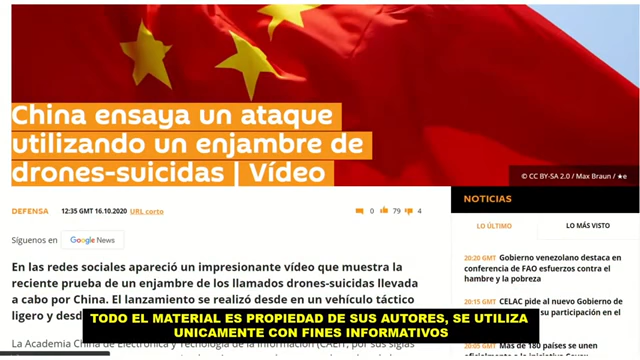 China ensaya un ataque
utilizando un enjambre de
drones-suicidas | Vídeo
© CC BY-SA 2.0 / Max Braun /
DEFENSA
12:35 GMT 16.10.2020 URL corto
0 79 4
Síguenos en Google News
En las redes sociales apareció un impresionante vídeo que muestra la
reciente prueba de un enjambre de los llamados drones-suicidas llevada
a cabo por China. El lanzamiento se realizó desde en un vehículo táctico
ligero y desd
La Academia China de Electrónica y Tecnología de la Información (CAEIT, por sus siglas
NOTICIAS
LO ÚLTIMO LO MÁS VISTO
20:20 GMT Gobierno venezolano destaca en
conferencia de FAO esfuerzos contra el
hambre y la pobreza
CELAC pide al nuevo Gobierno de
su participación en el
20:05 GMT Más de 180 países se unen
TODO EL MATERIAL ES PROPIEDAD DE SUS AUTORES, SE UTILIZA
UNICAMENTE CON FINES INFORMATIVOS